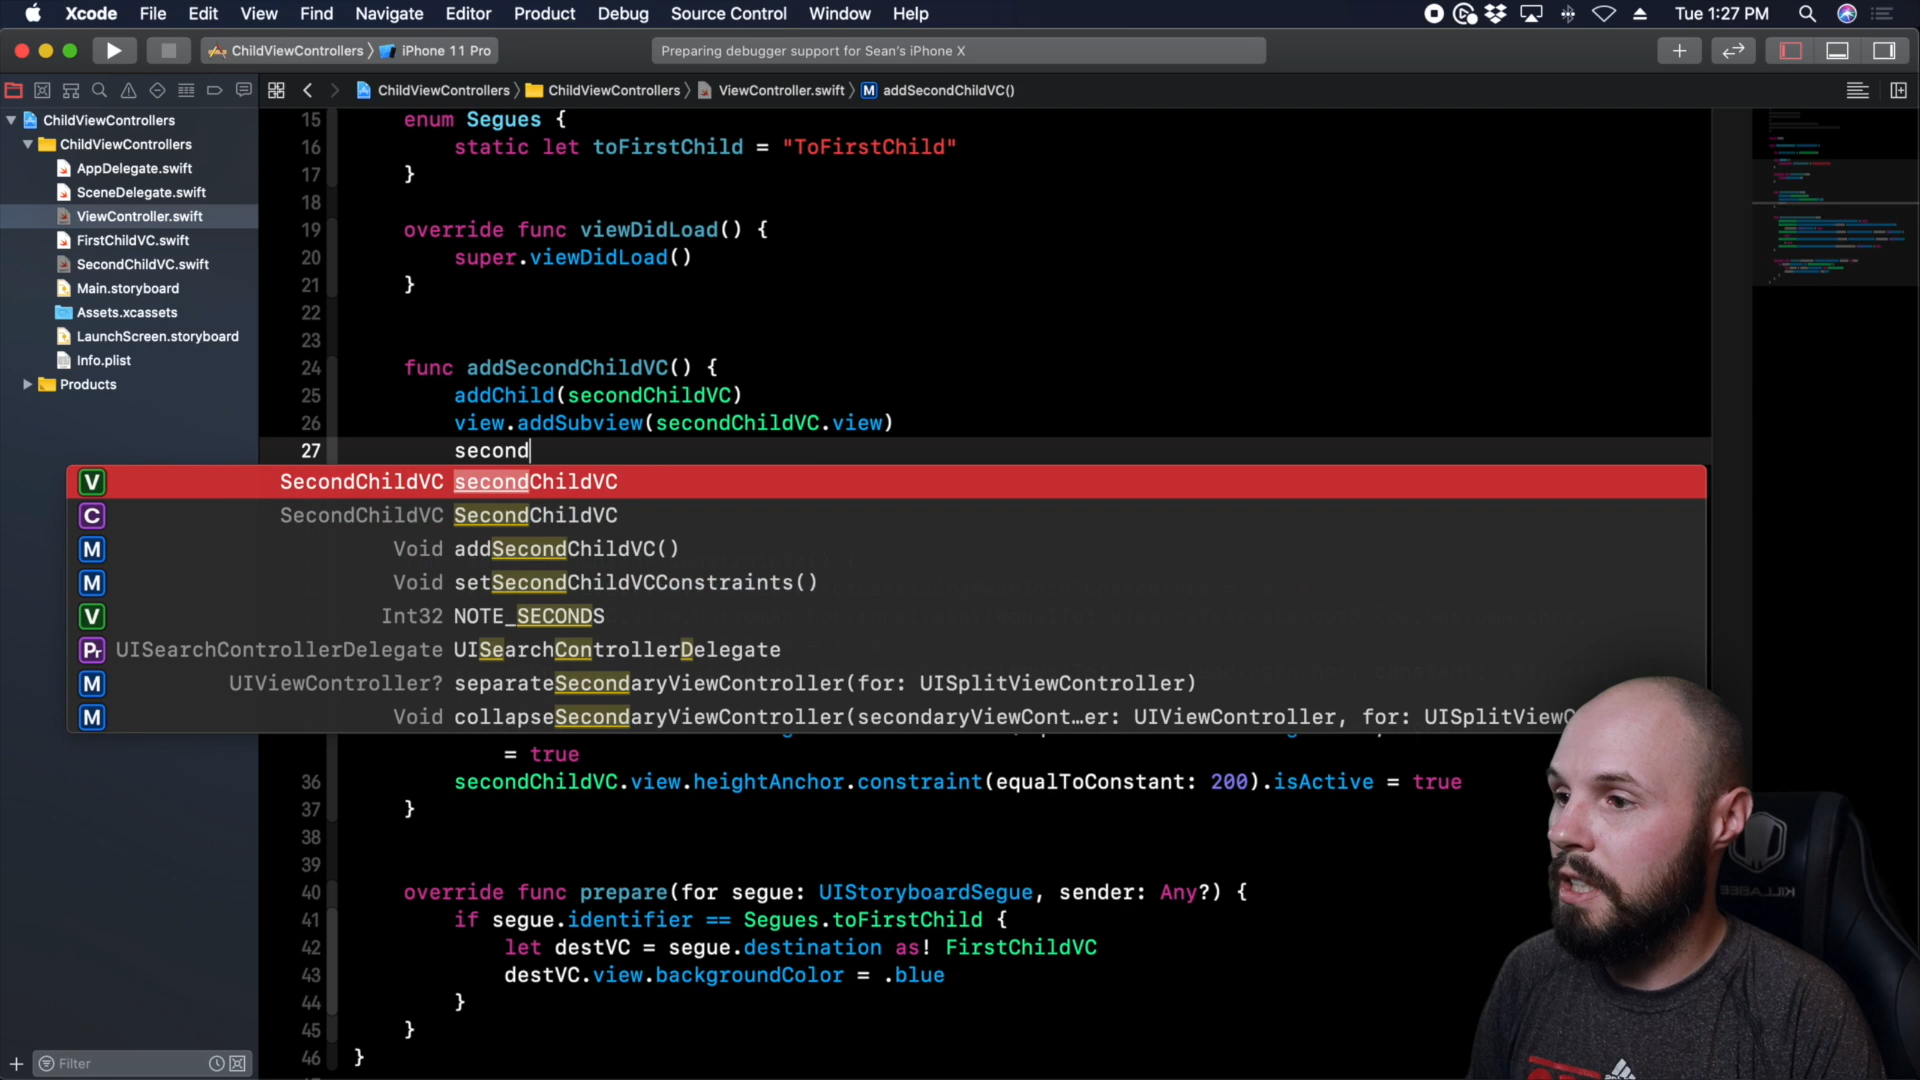 Xcode File Edit View Find Navigate Editor Product Debug Source Control Window Help Tue 1:27 PM
ChildViewControllers iPhone 11 Pro Preparing debugger support for Sean's iPhone X
ChildViewControllers ChildViewControllers ViewController.swift M addSecondChildVC()
ChildViewControllers
ChildViewControllers
AppDelegate.swift
SceneDelegate.swift
ViewController.swift
FirstChildVC.swift
SecondChildVC.swift
Main.storyboard
Assets.xcassets
LaunchScreen.storyboard
Info.plist
Products
Filter
15 enum Segues {
16 static let toFirstChild = "ToFirstChild"
17 }
18
19 override func viewDidLoad() {
20 super.viewDidLoad()
21 }
22
23
24 func addSecondChildVC() {
25 addChild(secondChildVC)
26 view.addSubview(secondChildVC.view)
27 second
V SecondChildVC secondChildVC
C SecondChildVC SecondChildVC
M Void addSecondChildVC()
M Void setSecondChildVCConstraints()
V Int32 NOTE_SECONDS
Pr UISearchControllerDelegate UISearchControllerDelegate
M UIViewController? separateSecondaryViewController(for: UISplitViewController)
M Void collapseSecondaryViewController(secondaryViewCont…er: UIViewController, for: UISplitViewC
= true
36 secondChildVC.view.heightAnchor.constraint(equalToConstant: 200).isActive = true
37 }
38
39
40 override func prepare(for segue: UIStoryboardSegue, sender: Any?) {
41 if segue.identifier == Segues.toFirstChild {
42 let destVC = segue.destination as! FirstChildVC
43 destVC.view.backgroundColor = .blue
44 }
45 }
46 }